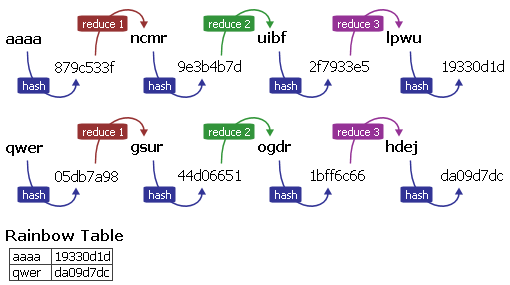 reduce 1 reduce 2 reduce 3
aaaa ncmr uibf lpwu
879c533f 9e3b4b7d 2f7933e5 19330d1d
hash hash hash hash
reduce 1 reduce 2 reduce 3
qwer gsur ogdr hdej
05db7a98 44d06651 1bff6c66 da09d7dc
hash hash hash hash
Rainbow Table
aaaa 19330d1d
qwer da09d7dc